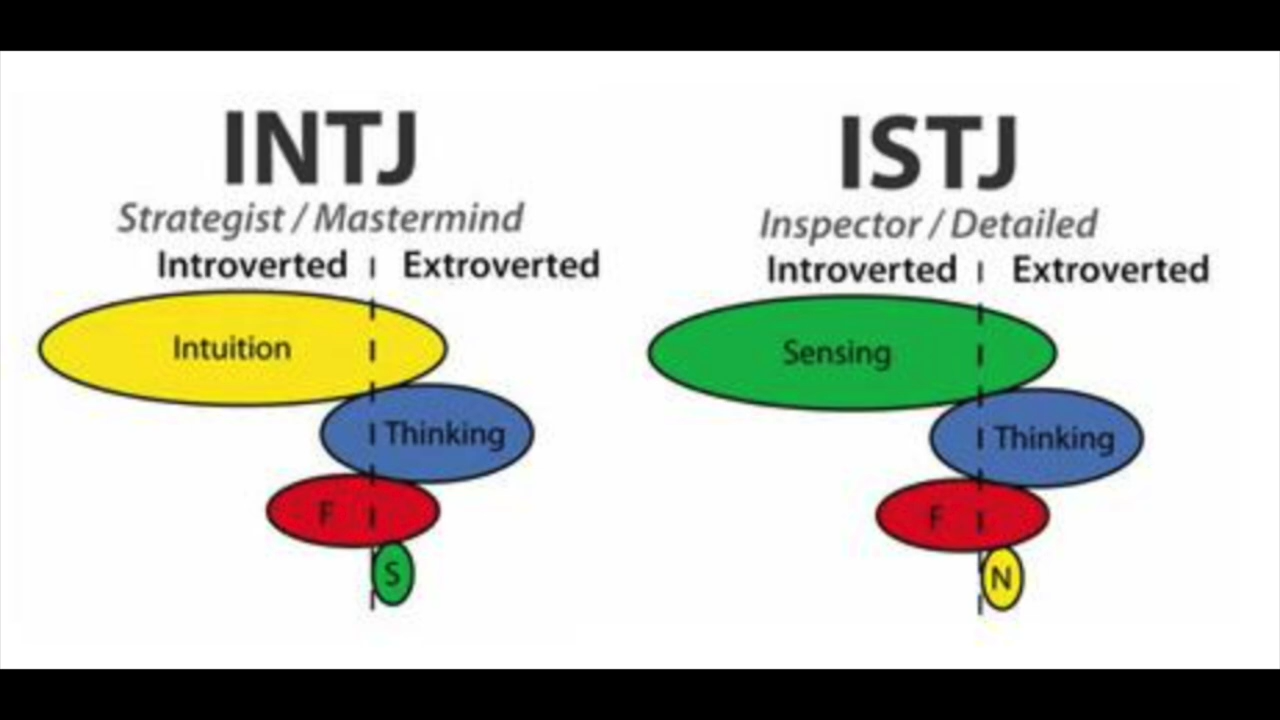 INTJ
Strategist / Mastermind
Introverted | Extroverted
Intuition
Thinking
F
S
ISTJ
Inspector / Detailed
Introverted | Extroverted
Sensing
Thinking
F
N